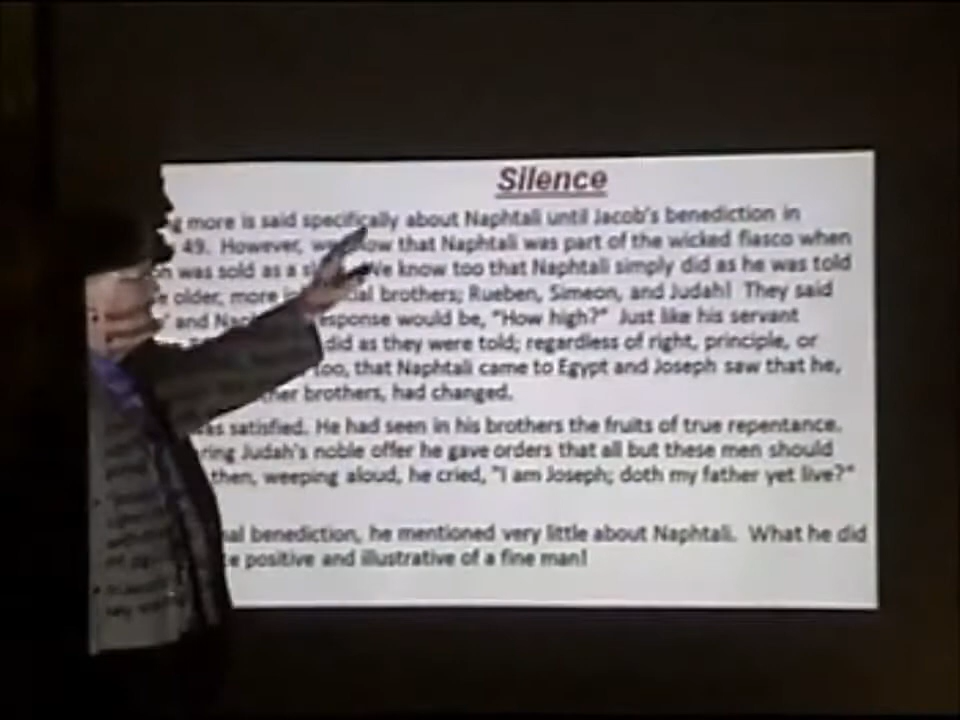 Silence
more is said specifically about Naphtali until Jacob's benediction in
49. However, we know that Naphtali was part of the wicked fiasco when
was sold as a We know too that Naphtali simply did as he was told
older, more brothers; Rueben, Simeon, and Judah! They said
and response would be, "How high?" Just like his servant
did as they were told; regardless of right, principle, or
too, that Naphtali came to Egypt and Joseph saw that he,
brothers, had changed.
was satisfied. He had seen in his brothers the fruits of true repentance.
Judah's noble offer he gave orders that all but these men should
then, weeping aloud, he cried, "I am Joseph; doth my father yet live?"
benediction, he mentioned very little about Naphtali. What he did
positive and illustrative of a fine man!